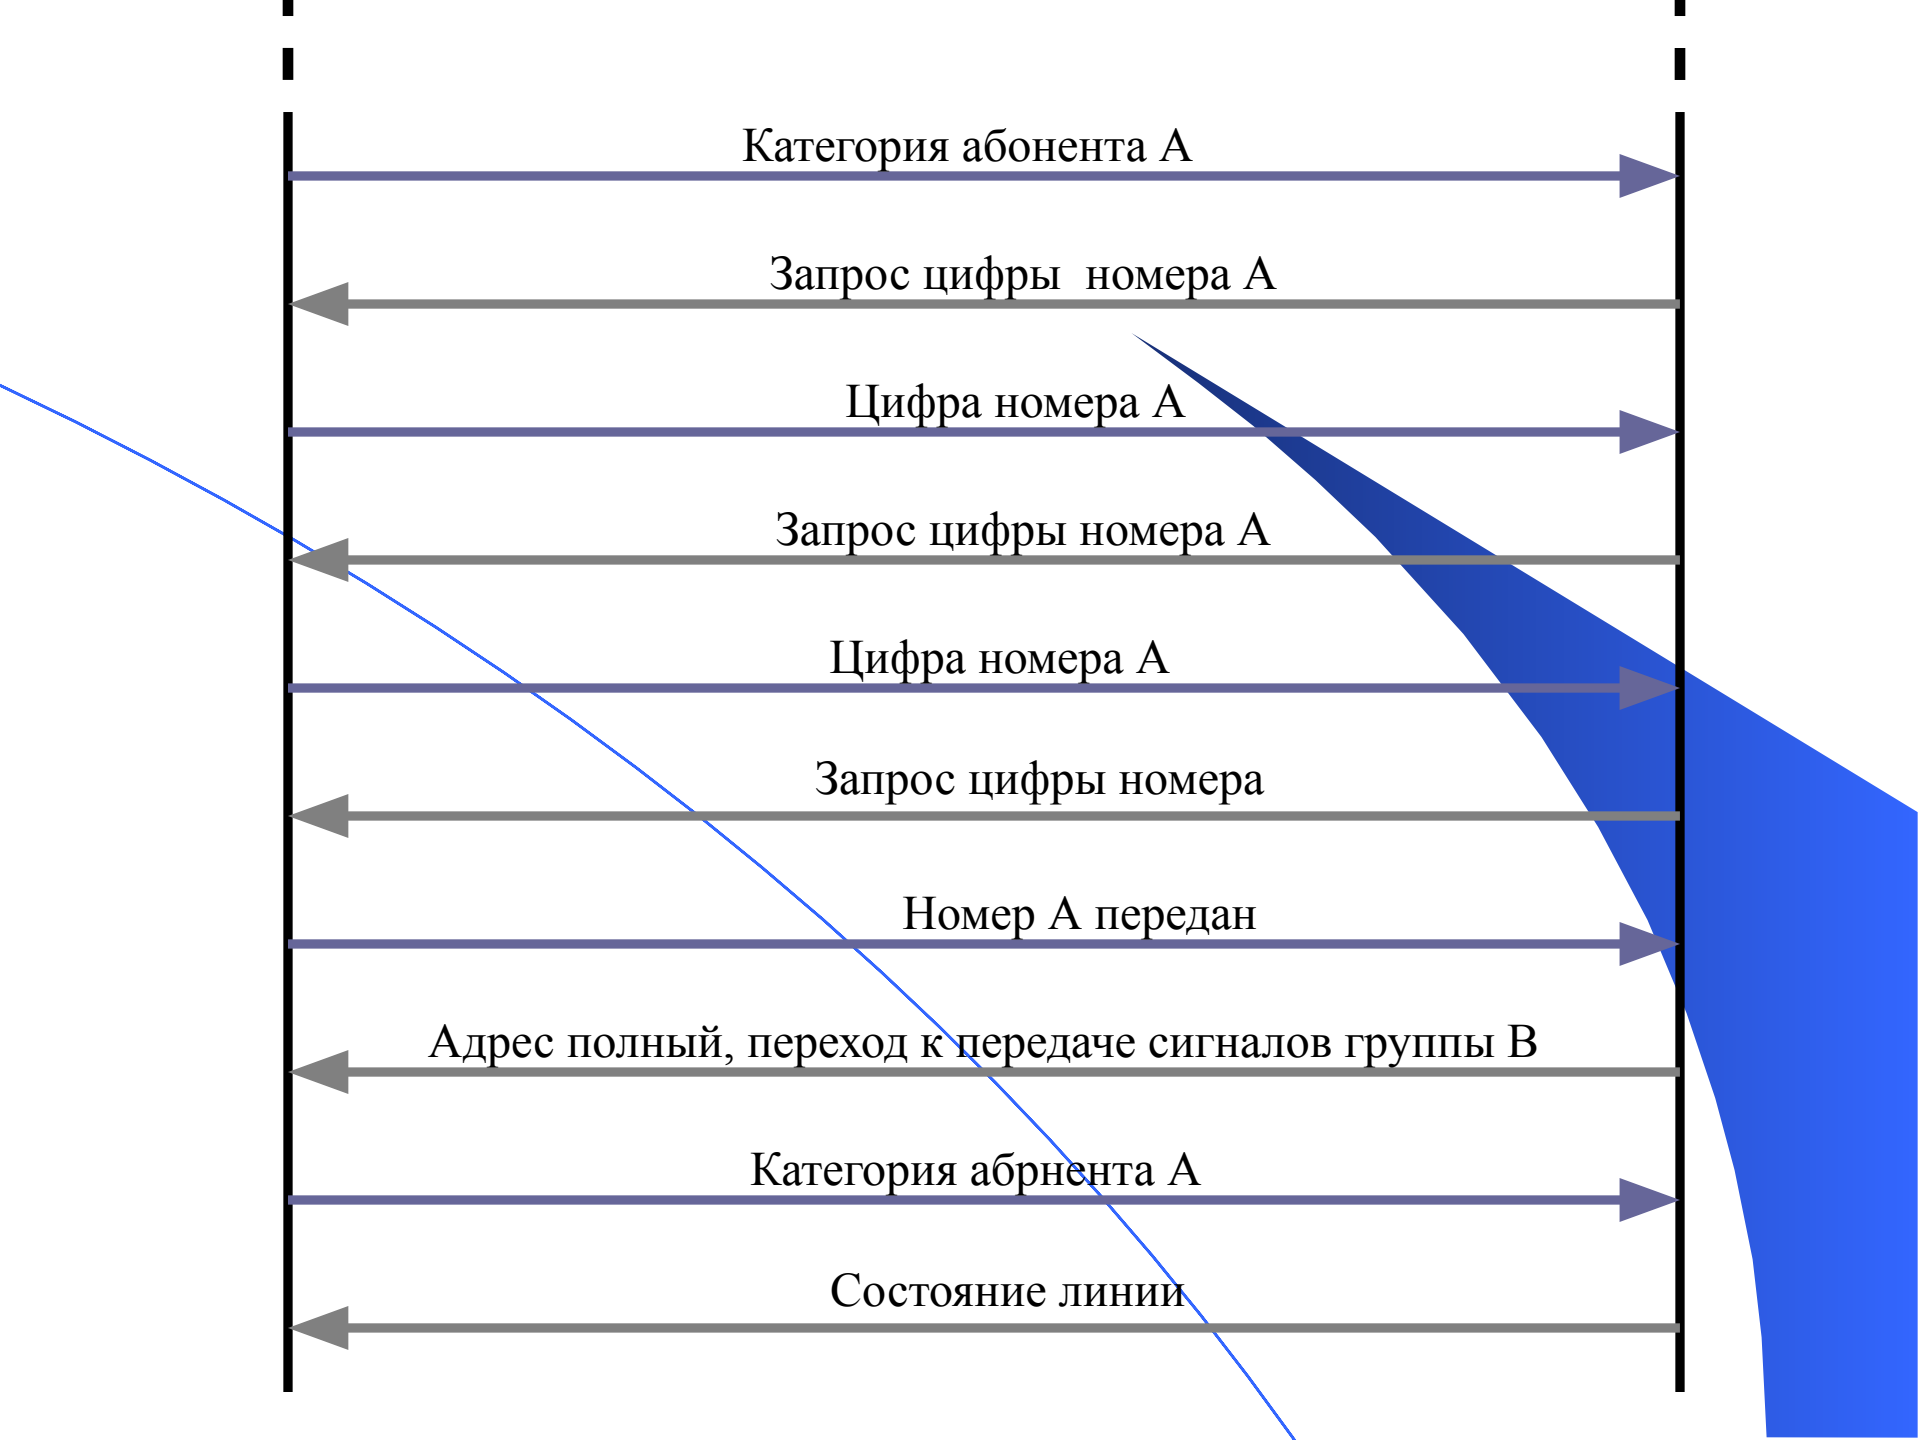 Категория абонента А
Запрос цифры номера А
Цифра номера А
Запрос цифры номера А
Цифра номера А
Запрос цифры номера
Номер А передан
Адрес полный, переход к передаче сигналов группы В
Категория абрнента А
Состояние линии